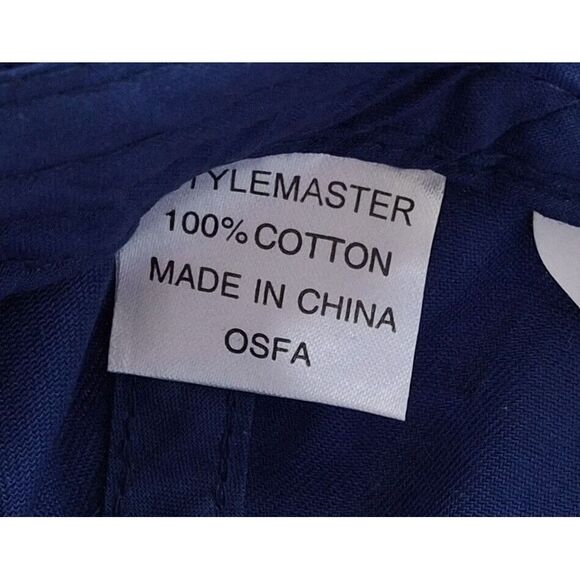 TYLEMASTER
100% COTTON
MADE IN CHINA
OSFA